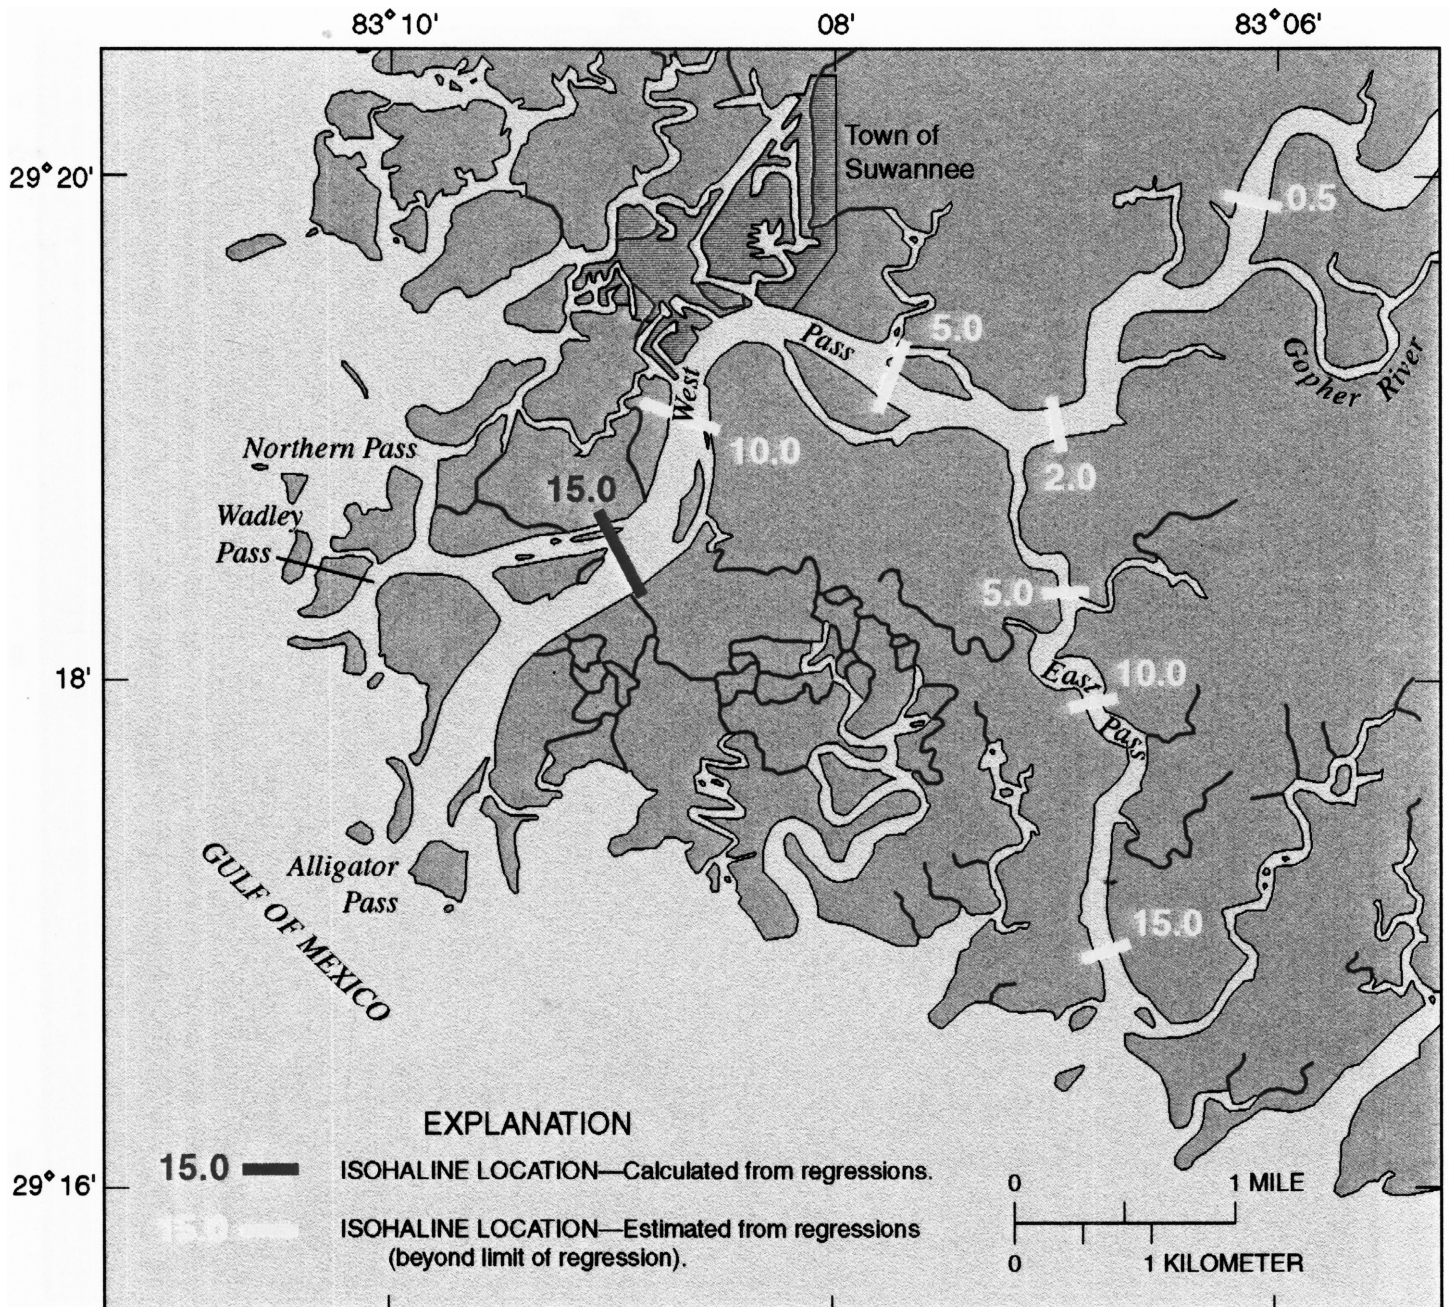 83° 10'
08'
83° 06'
29° 20'
Town of
Suwannee
0.5
5.0
Pass
Gopher River
West
Northern Pass
10.0
2.0
15.0
Wadley
Pass
5.0
18'
10.0
East
Pass
Alligator
Pass
GULF OF MEXICO
15.0
EXPLANATION
15.0 ISOHALINE LOCATION—Calculated from regressions.
29° 16'
0 1 MILE
15.0 ISOHALINE LOCATION—Estimated from regressions
(beyond limit of regression).
0 1 KILOMETER